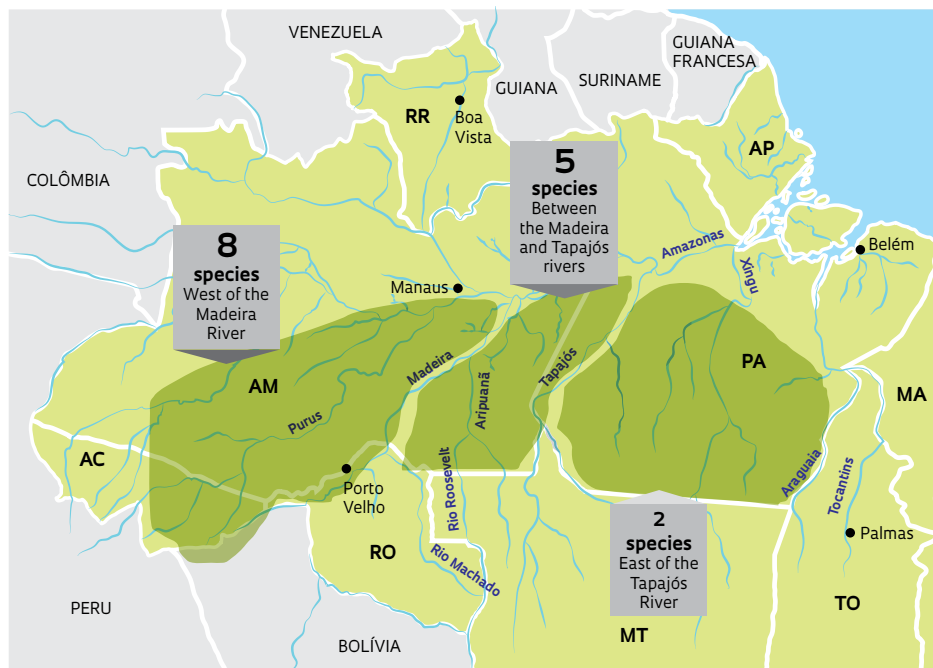 VENEZUELA
GUIANA
FRANCESA
GUIANA
SURINAME
RR
Boa
Vista
AP
COLÔMBIA
5
species
Between
the Madeira
and Tapajós
rivers
8
species
West of the
Madeira
River
Amazonas
Xingu
Belém
Manaus
Madeira
Tapajós
Aripuanã
AM
PA
MA
Purus
AC
Porto
Velho
Rio Roosevelt
Araguaia
Tocantins
2
species
East of the
Tapajós
River
Palmas
RO
Rio Machado
PERU
BOLÍVIA
MT
TO